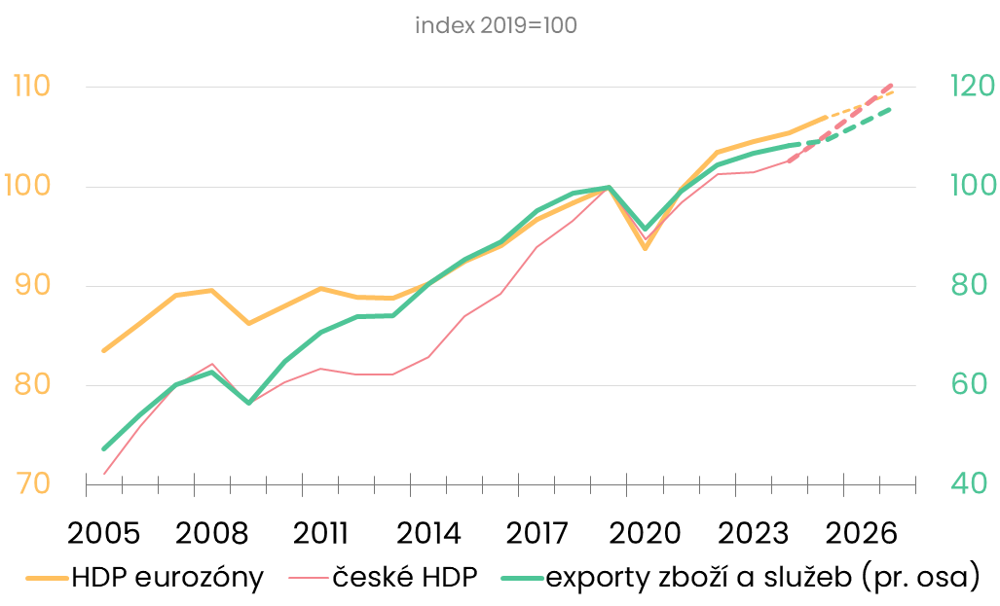 index 2019=100
110 120
100 100
90 80
80 60
70 40
2005 2008 2011 2014 2017 2020 2023 2026
HDP eurozóny české HDP exporty zboží a služeb (pr. osa)